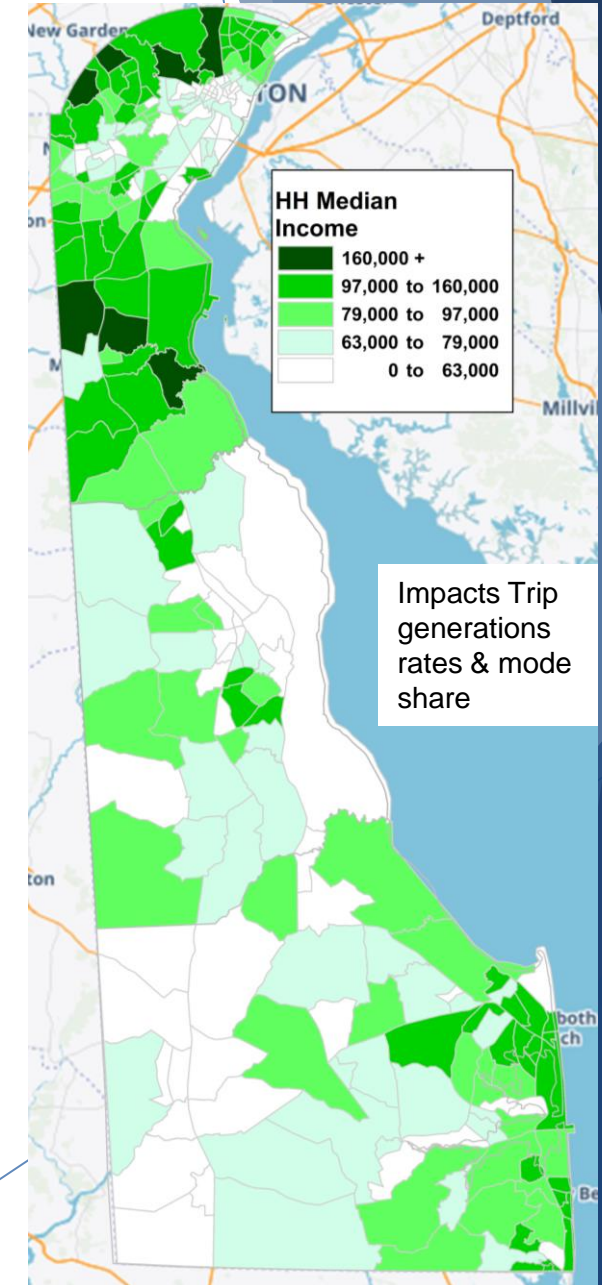 New Garde
Deptford
TON
HH Median
Income
160,000 +
97,000 to 160,000
79,000 to 97,000
63,000 to 79,000
0 to 63,000
on
M
Millvil
Impacts Trip
generations
rates & mode
share
ton
both
ch
Be